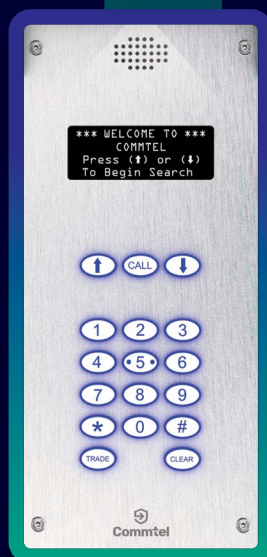 *** WELCOME TO ***
COMMTEL
Press (⬆) or (⬇)
To Begin Search
⬆ CALL ⬇
1 2 3
4 •5• 6
7 8 9
* 0 #
TRADE CLEAR
Commtel